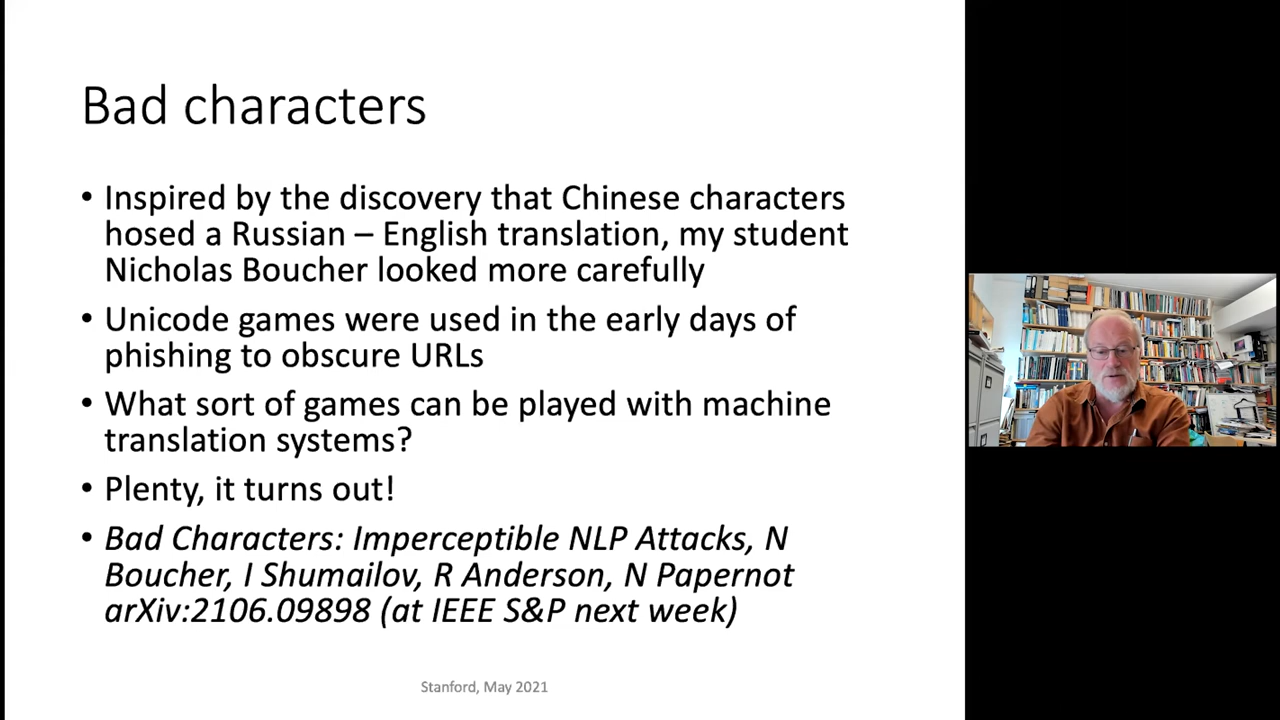 Bad characters
• Inspired by the discovery that Chinese characters
hosed a Russian – English translation, my student
Nicholas Boucher looked more carefully
• Unicode games were used in the early days of
phishing to obscure URLs
• What sort of games can be played with machine
translation systems?
• Plenty, it turns out!
• Bad Characters: Imperceptible NLP Attacks, N
Boucher, I Shumailov, R Anderson, N Papernot
arXiv:2106.09898 (at IEEE S&P next week)
Stanford, May 2021